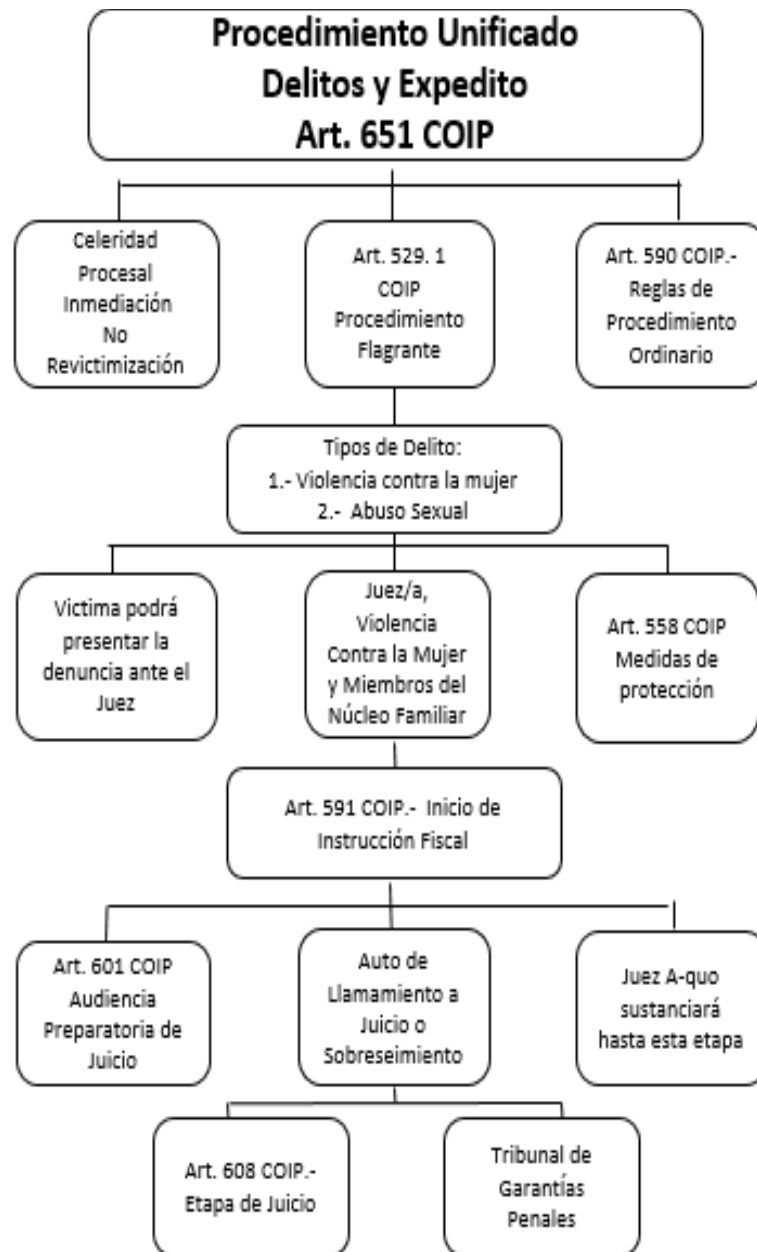 Procedimiento Unificado
Delitos y Expedito
Art. 651 COIP
Celeridad
Procesal
Inmediación
No
Revictimización
Art. 529. 1
COIP
Procedimiento
Flagrante
Art. 590 COIP.-
Reglas de
Procedimiento
Ordinario
Tipos de Delito:
1.- Violencia contra la mujer
2.- Abuso Sexual
Victima podrá
presentar la
denuncia ante el
Juez
Juez/a,
Violencia
Contra la Mujer
y Miembros del
Núcleo Familiar
Art. 558 COIP
Medidas de
protección
Art. 591 COIP.- Inicio de
Instrucción Fiscal
Art. 601 COIP
Audiencia
Preparatoria de
Juicio
Auto de
Llamamiento a
Juicio o
Sobreseimiento
Juez A-quo
sustanciará
hasta esta etapa
Art. 608 COIP.-
Etapa de Juicio
Tribunal de
Garantías
Penales